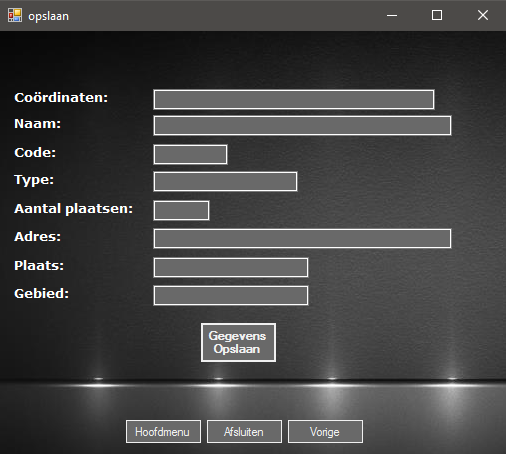 opslaan
Coördinaten:
Naam:
Code:
Type:
Aantal plaatsen:
Adres:
Plaats:
Gebied:
Gegevens
Opslaan
Hoofdmenu
Afsluiten
Vorige